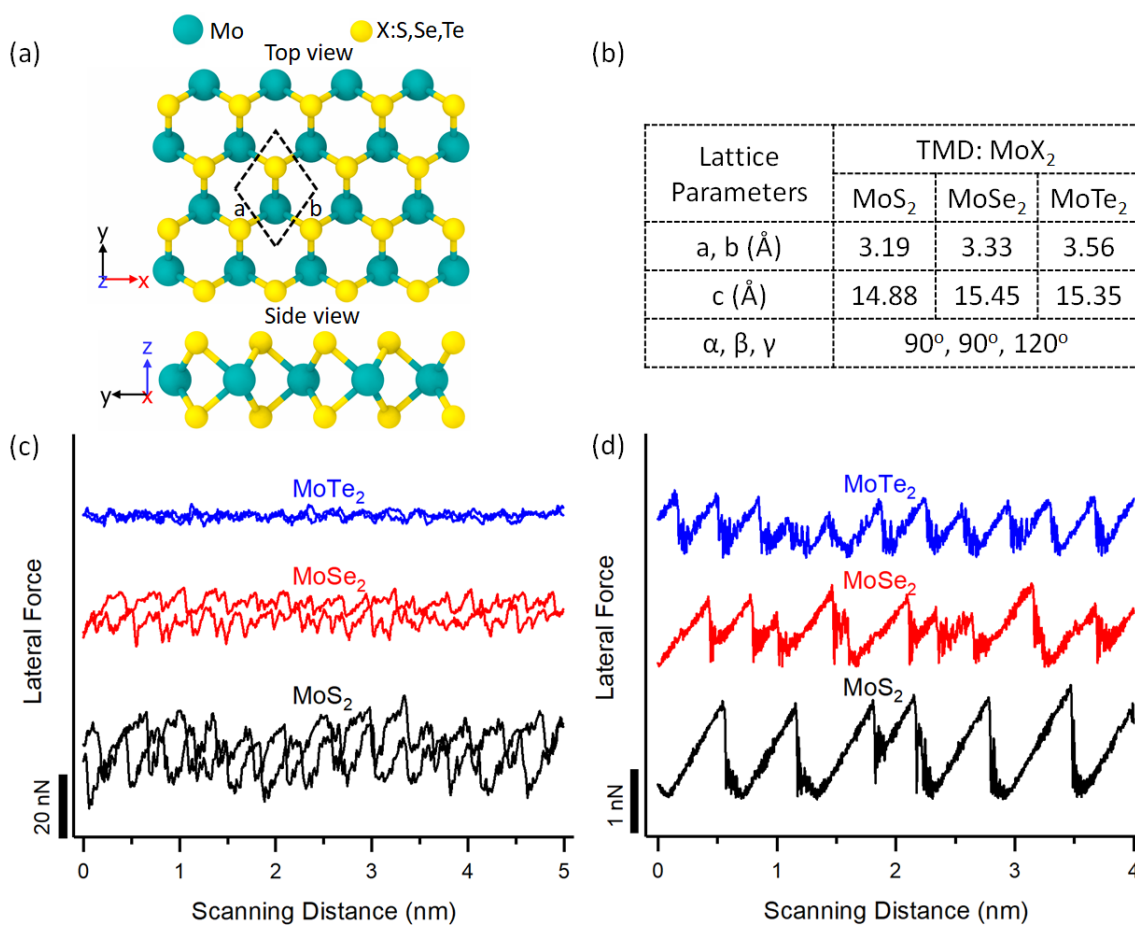 (a)
Mo
X:S,Se,Te
Top view
a
b
y
z
x
Side view
z
y
x
(b)
Lattice Parameters
TMD: MoX₂
MoS₂ MoSe₂ MoTe₂
a, b (Å) 3.19 3.33 3.56
c (Å) 14.88 15.45 15.35
α, β, γ 90°, 90°, 120°
(c)
MoTe₂
MoSe₂
MoS₂
Lateral Force
20 nN
0 1 2 3 4 5
Scanning Distance (nm)
(d)
MoTe₂
MoSe₂
MoS₂
Lateral Force
1 nN
0 1 2 3 4
Scanning Distance (nm)